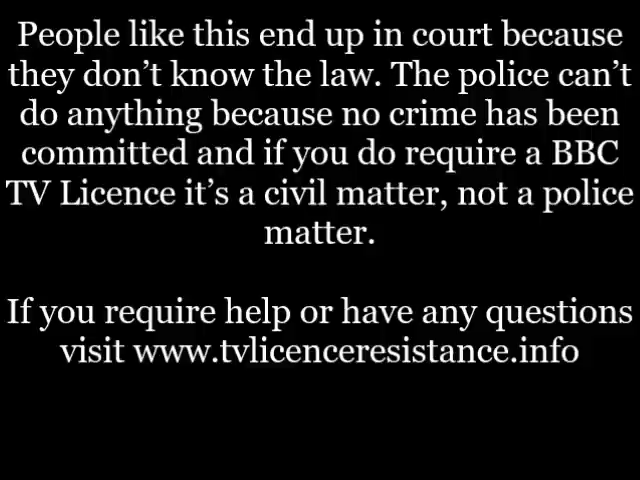 People like this end up in court because
they don’t know the law. The police can’t
do anything because no crime has been
committed and if you do require a BBC
TV Licence it’s a civil matter, not a police
matter.
If you require help or have any questions
visit www.tvlicenceresistance.info